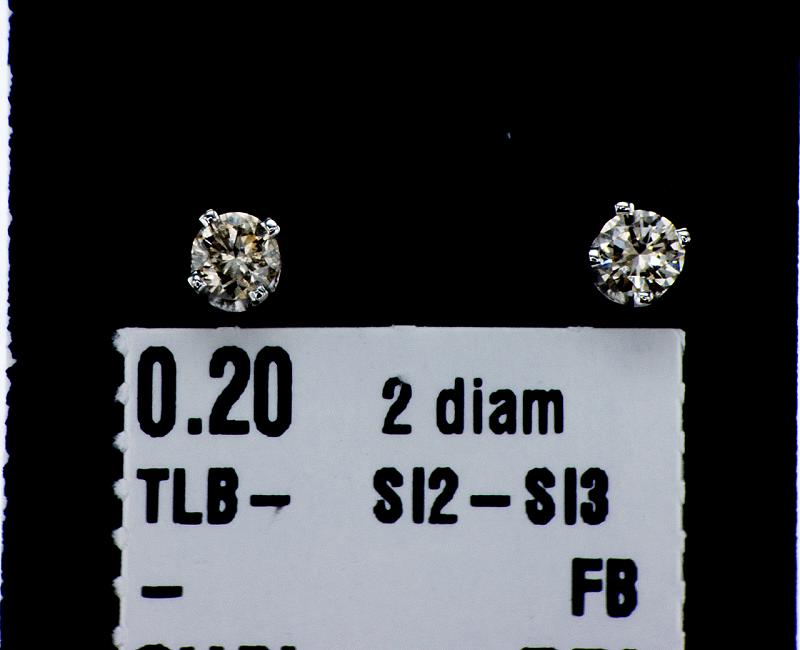 0.20 2 diam
TLB- SI2-SI3
- FB